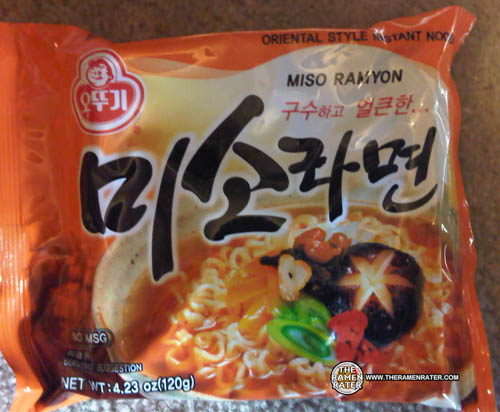 ORIENTAL STYLE INSTANT NOO
MISO RAMYON
오뚜기
®
구수하고 얼큰한...
미소라면
NO MSG
SERVING SUGGESTION
NET WT: 4.23 oz(120g)
THE RAMEN RATER
WWW.THERAMENRATER.COM